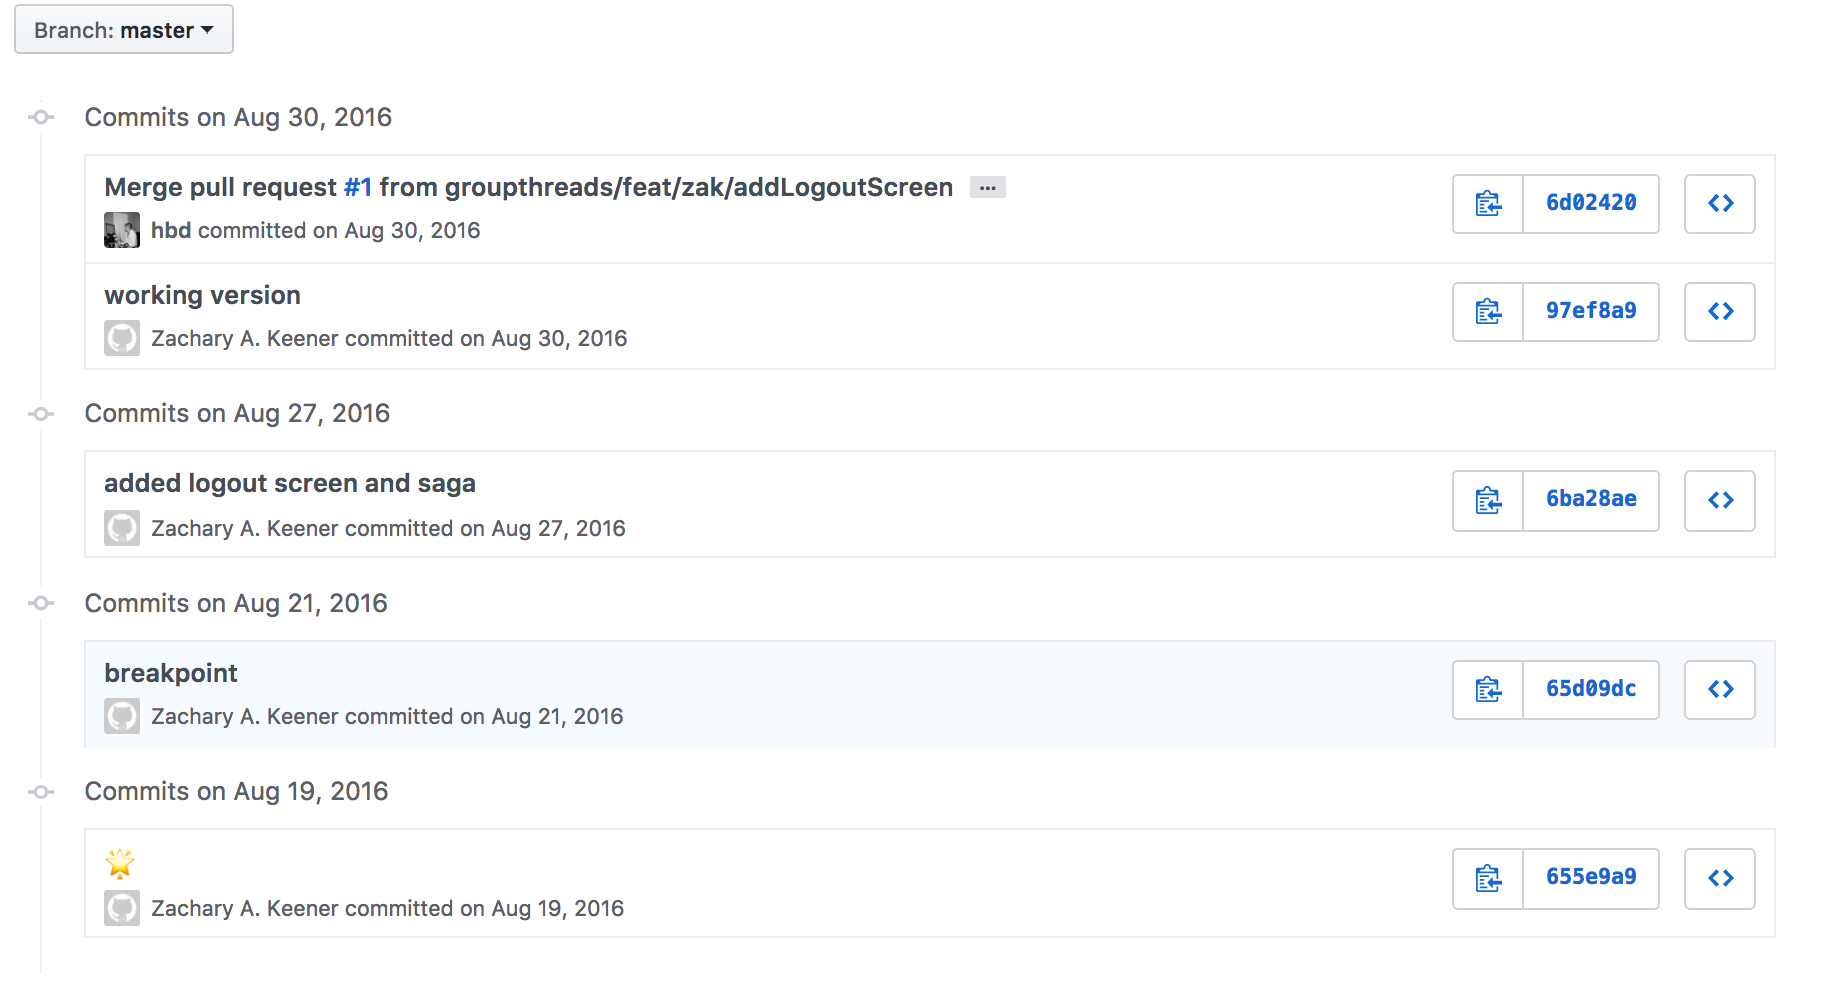 Branch: master
Commits on Aug 30, 2016
Merge pull request #1 from groupthreads/feat/zak/addLogoutScreen ...
6d02420
hbd committed on Aug 30, 2016
working version
97ef8a9
Zachary A. Keener committed on Aug 30, 2016
Commits on Aug 27, 2016
added logout screen and saga
6ba28ae
Zachary A. Keener committed on Aug 27, 2016
Commits on Aug 21, 2016
breakpoint
65d09dc
Zachary A. Keener committed on Aug 21, 2016
Commits on Aug 19, 2016
🌟
655e9a9
Zachary A. Keener committed on Aug 19, 2016